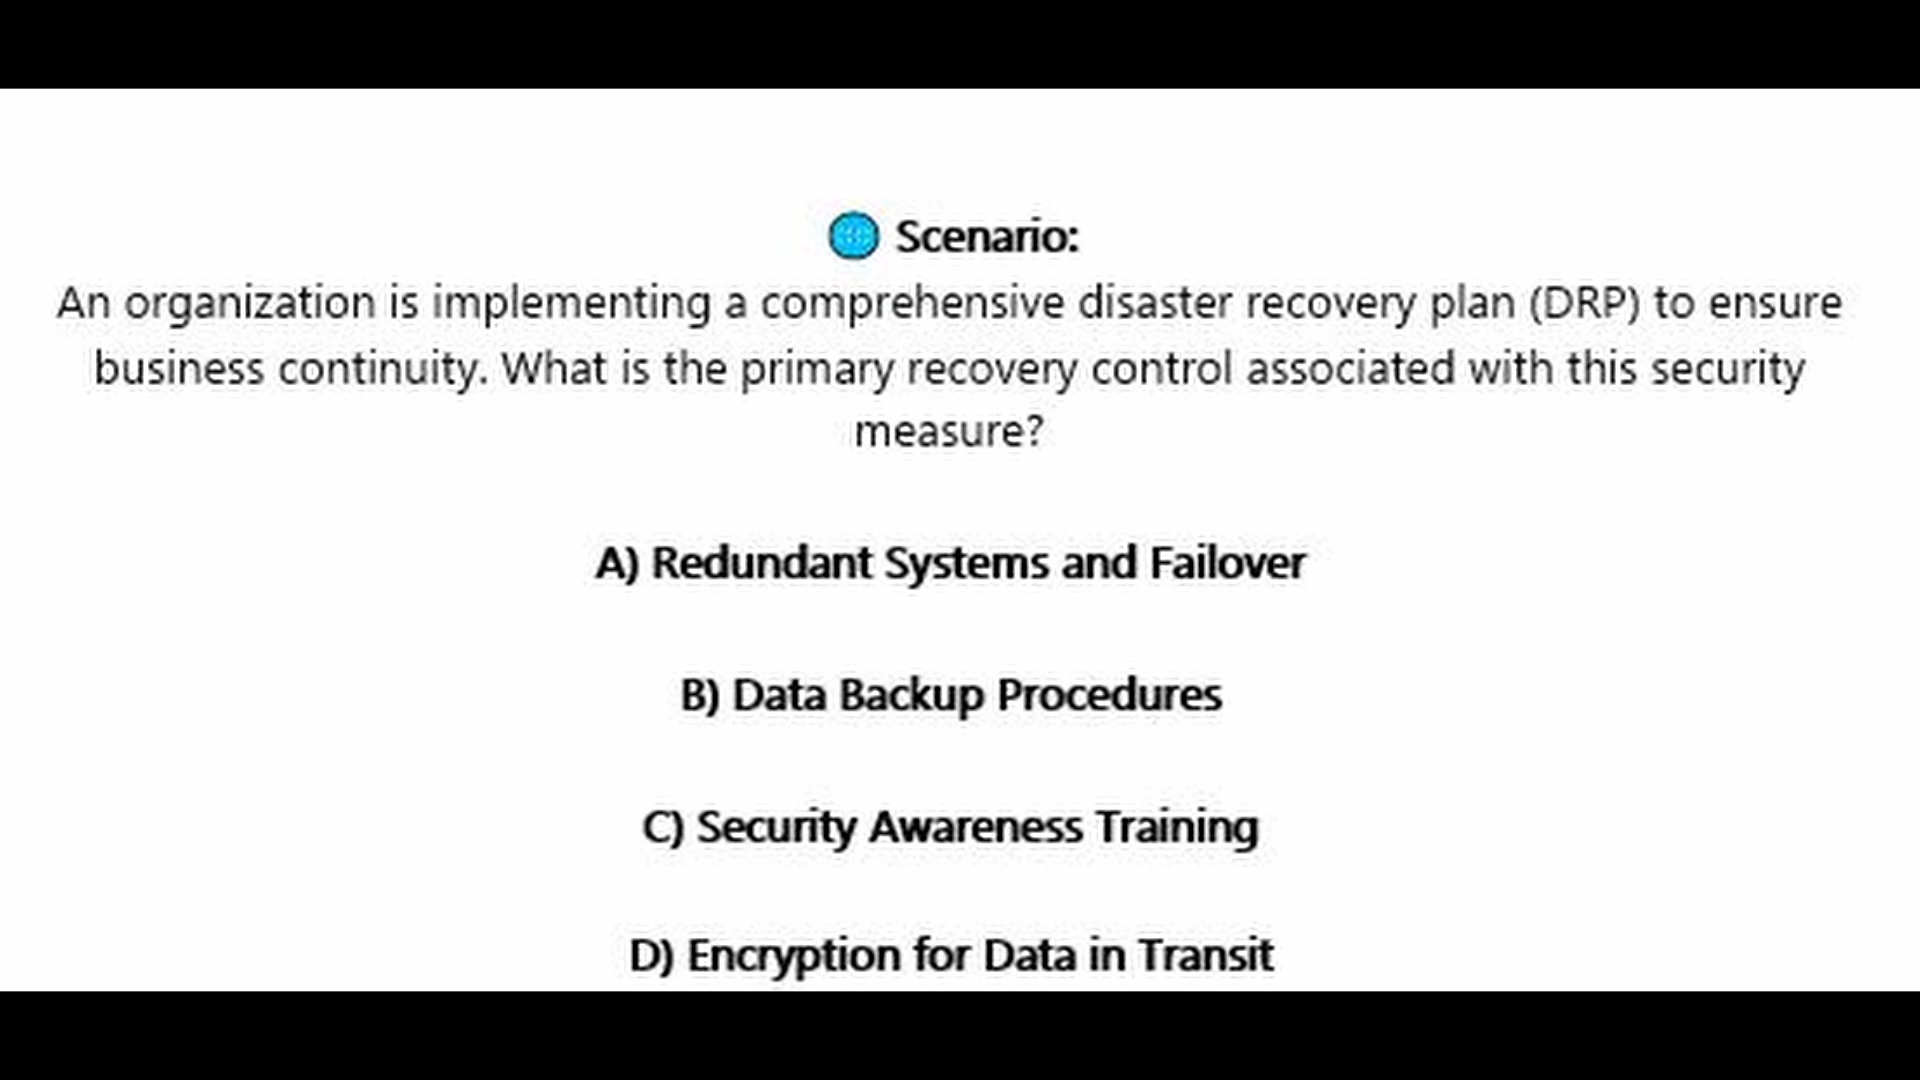 Scenario:
An organization is implementing a comprehensive disaster recovery plan (DRP) to ensure
business continuity. What is the primary recovery control associated with this security
measure?
A) Redundant Systems and Failover
B) Data Backup Procedures
C) Security Awareness Training
D) Encryption for Data in Transit